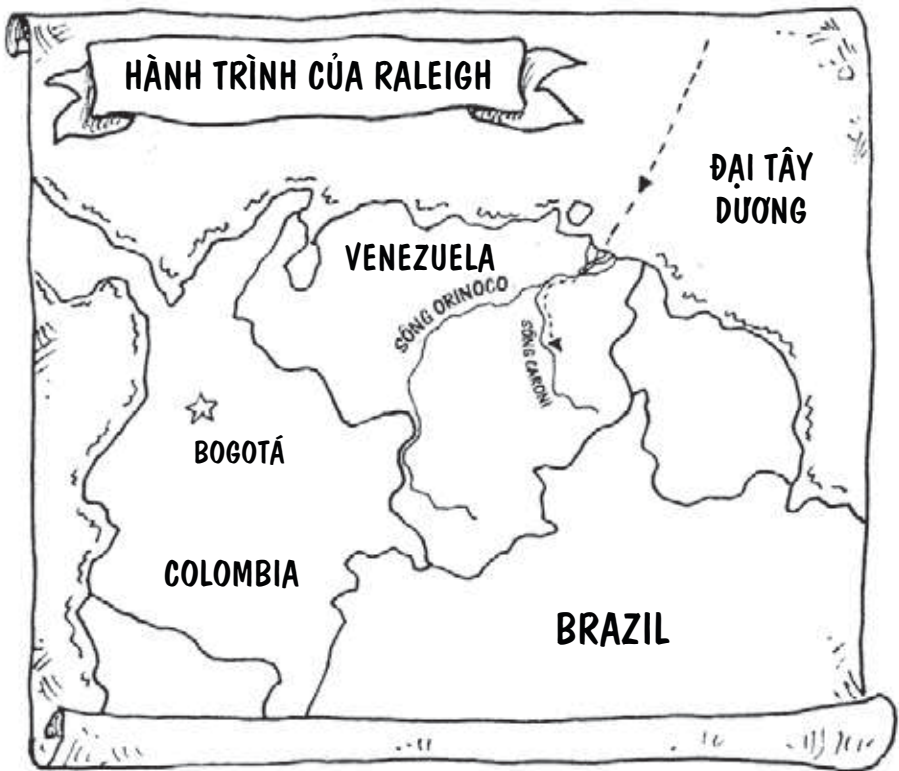 HÀNH TRÌNH CỦA RALEIGH
ĐẠI TÂY
DƯƠNG
VENEZUELA
SÔNG ORINOCO
SÔNG CARONI
BOGOTÁ
COLOMBIA
BRAZIL